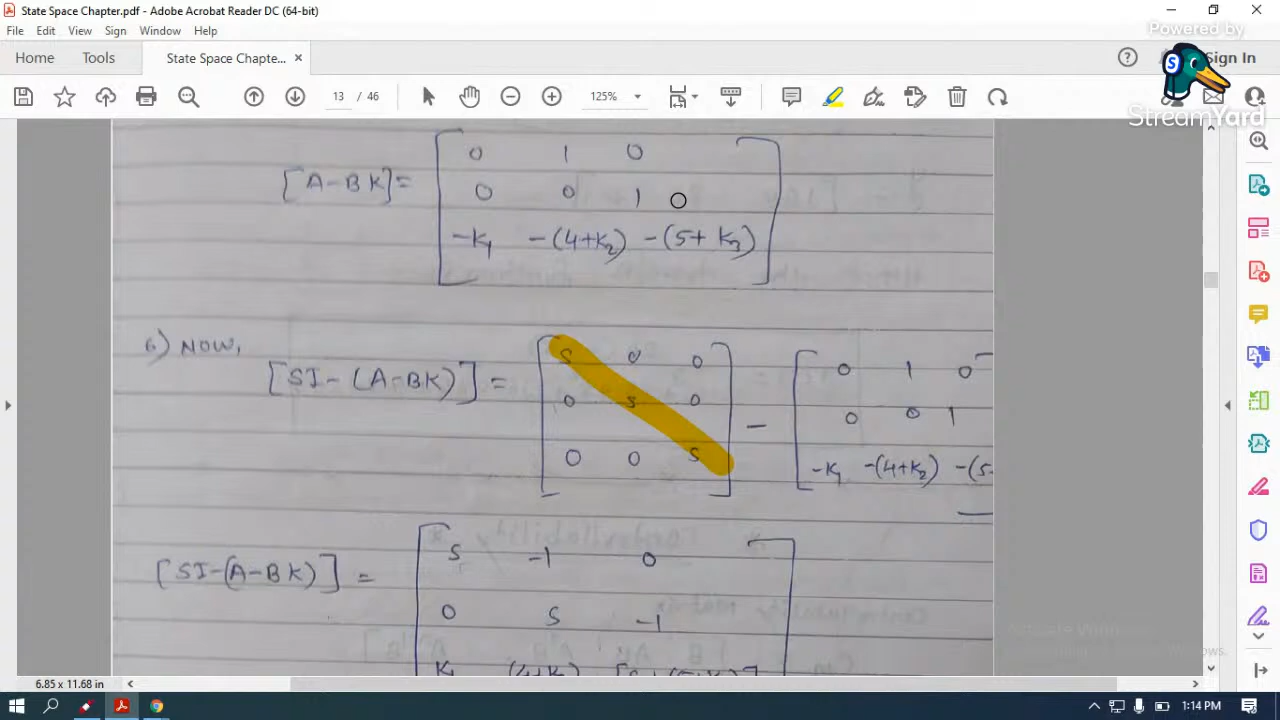 State Space Chapter.pdf - Adobe Acrobat Reader DC (64-bit)
Powered by
File Edit View Sign Window Help
Home Tools State Space Chapte... × Sign In
S
13 / 46 125%
StreamYard
0 1 0
[A-BK]= 0 0 1
-K1 -(4+K2) -(5+ K3)
6) NOW,
[SI-(A-BK)] = S 0 0 0 1 0
0 S 0 - 0 0 1
0 0 S -K1 -(4+K2) -(5-
[SI-(A-BK)] = S -1 0
0 S -1
K1
6.85 x 11.68 in
1:14 PM